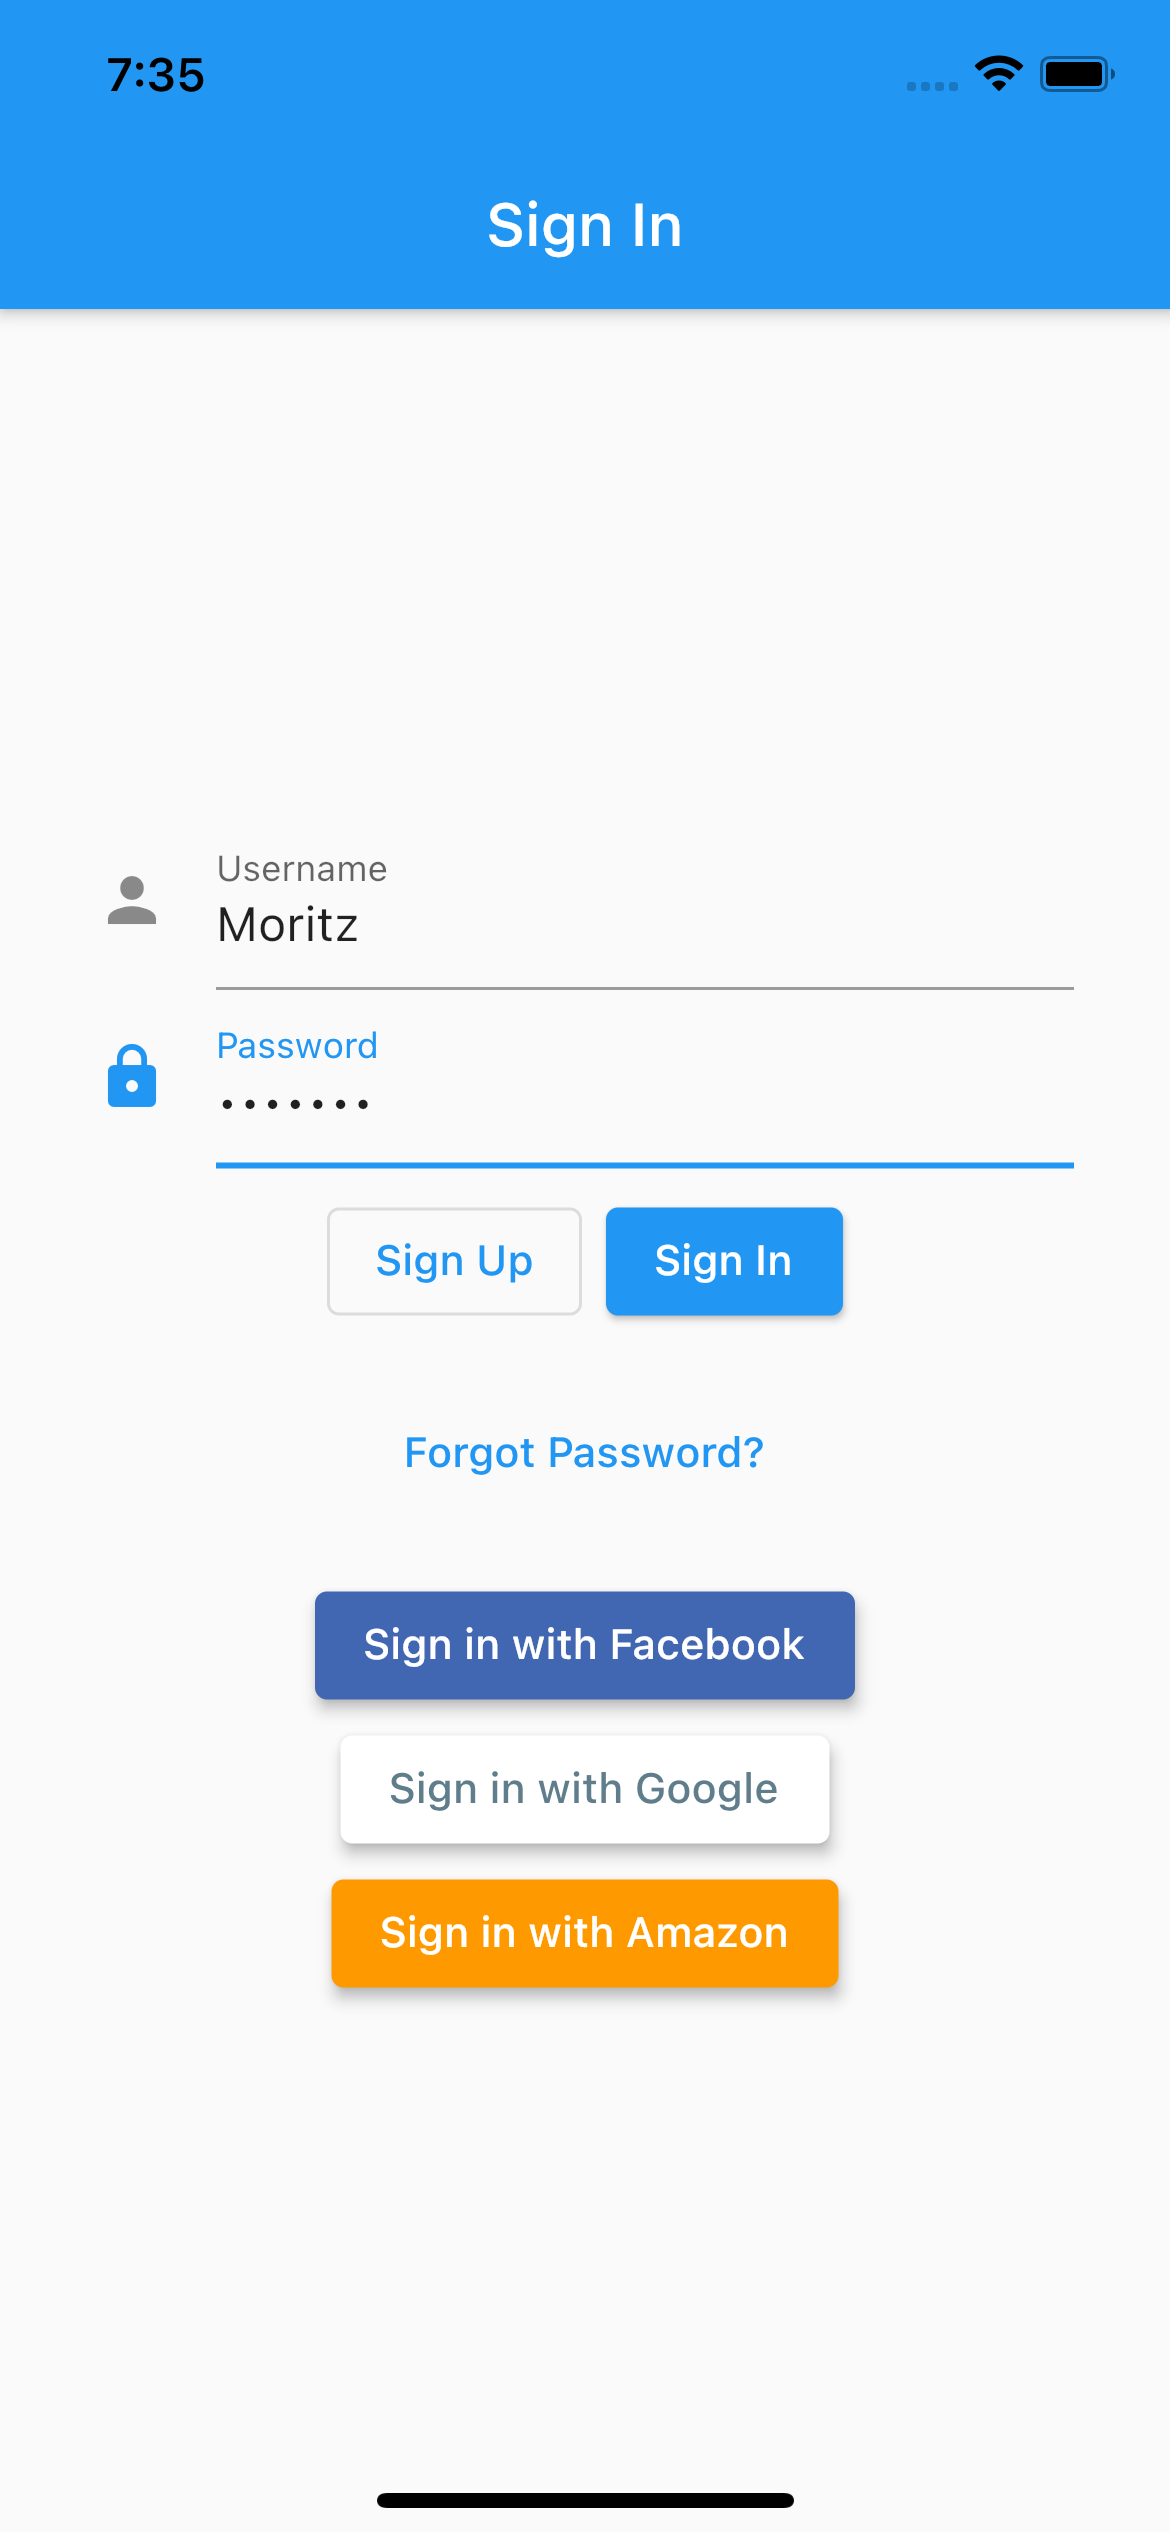 7:35
Sign In
Username
Moritz
Password
•••••••
Sign Up Sign In
Forgot Password?
Sign in with Facebook
Sign in with Google
Sign in with Amazon